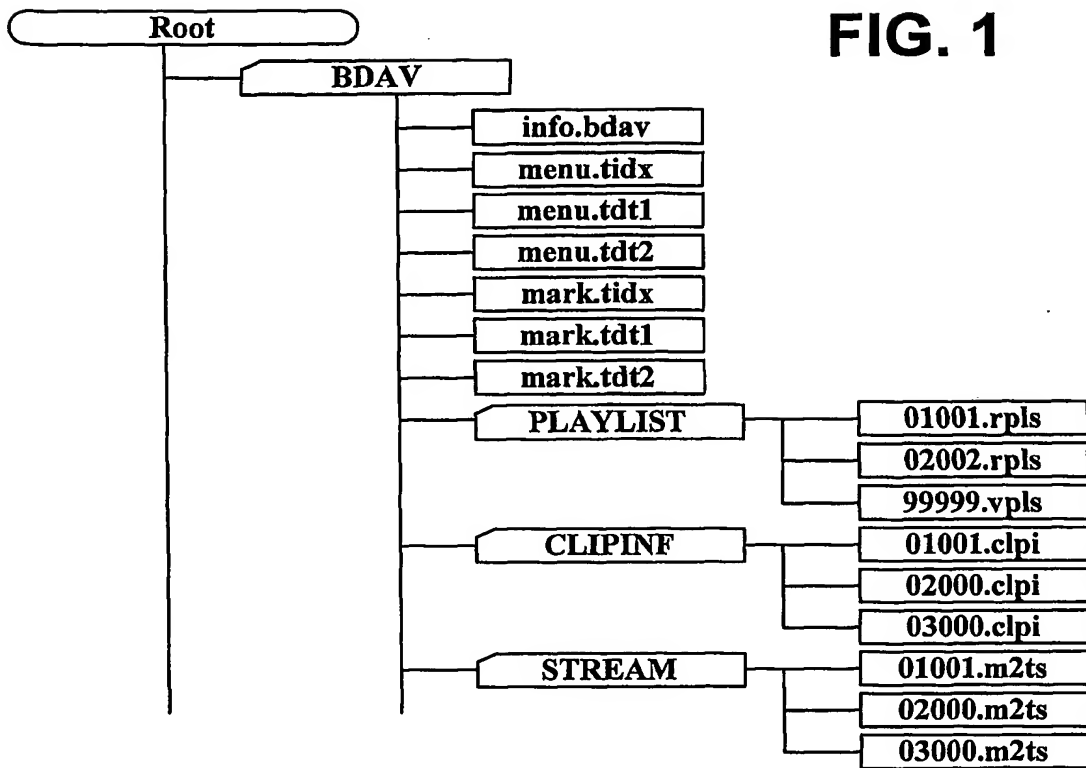 FIG. 1
Root
BDAV
info.bdav
menu.tidx
menu.tdt1
menu.tdt2
mark.tidx
mark.tdt1
mark.tdt2
PLAYLIST
01001.rpls
02002.rpls
99999.vpls
CLIPINF
01001.clpi
02000.clpi
03000.clpi
STREAM
01001.m2ts
02000.m2ts
03000.m2ts